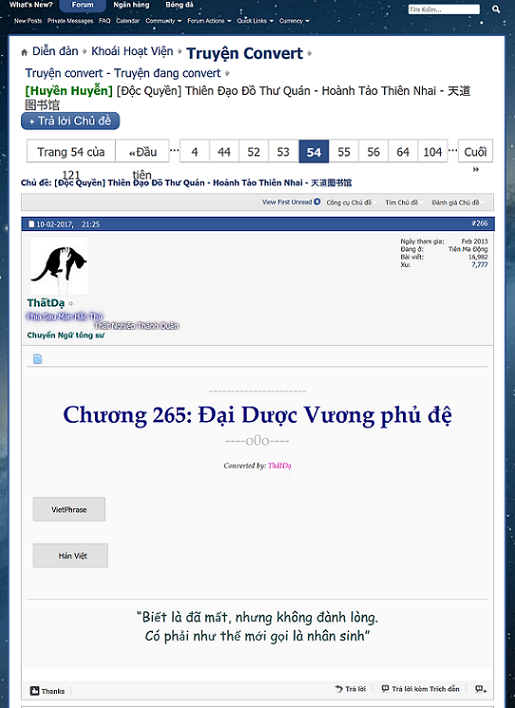 What's New? Forum Ngân hàng Bóng đá
Tìm Kiếm...
New Posts Private Messages FAQ Calendar Community Forum Actions Quick Links Currency
Diễn đàn Khoái Hoạt Viện Truyện Convert
Truyện convert - Truyện đang convert
[Huyền Huyễn] [Độc Quyền] Thiên Đạo Đồ Thư Quán - Hoành Tảo Thiên Nhai - 天道
图书馆
+ Trả lời Chủ đề
Trang 54 của 121 «Đầu tiên ... 4 44 52 53 54 55 56 64 104 ... Cuối »
Chủ đề: [Độc Quyền] Thiên Đạo Đồ Thư Quán - Hoành Tảo Thiên Nhai - 天道图书馆
View First Unread Công cụ Chủ đề Tìm Chủ đề Đánh giá Chủ đề
10-02-2017, 21:25 #266
Ngày tham gia: Feb 2013
Đang ở: Tiên Ma Động
Bài viết: 16,982
Xu: 7,777
ThấtDạ
Phía Sau Màn Hắc Thủ
Thất Nghiệp Thành Quân
Chuyển Ngữ tông sư
----------------------
Chương 265: Đại Dược Vương phủ đệ
----o0o----
Converted by: ThấtDạ
VietPhrase
Hán Việt
“Biết là đã mất, nhưng không đành lòng.
Có phải như thế mới gọi là nhân sinh”
Thanks Trả lời Trả lời kèm Trích dẫn